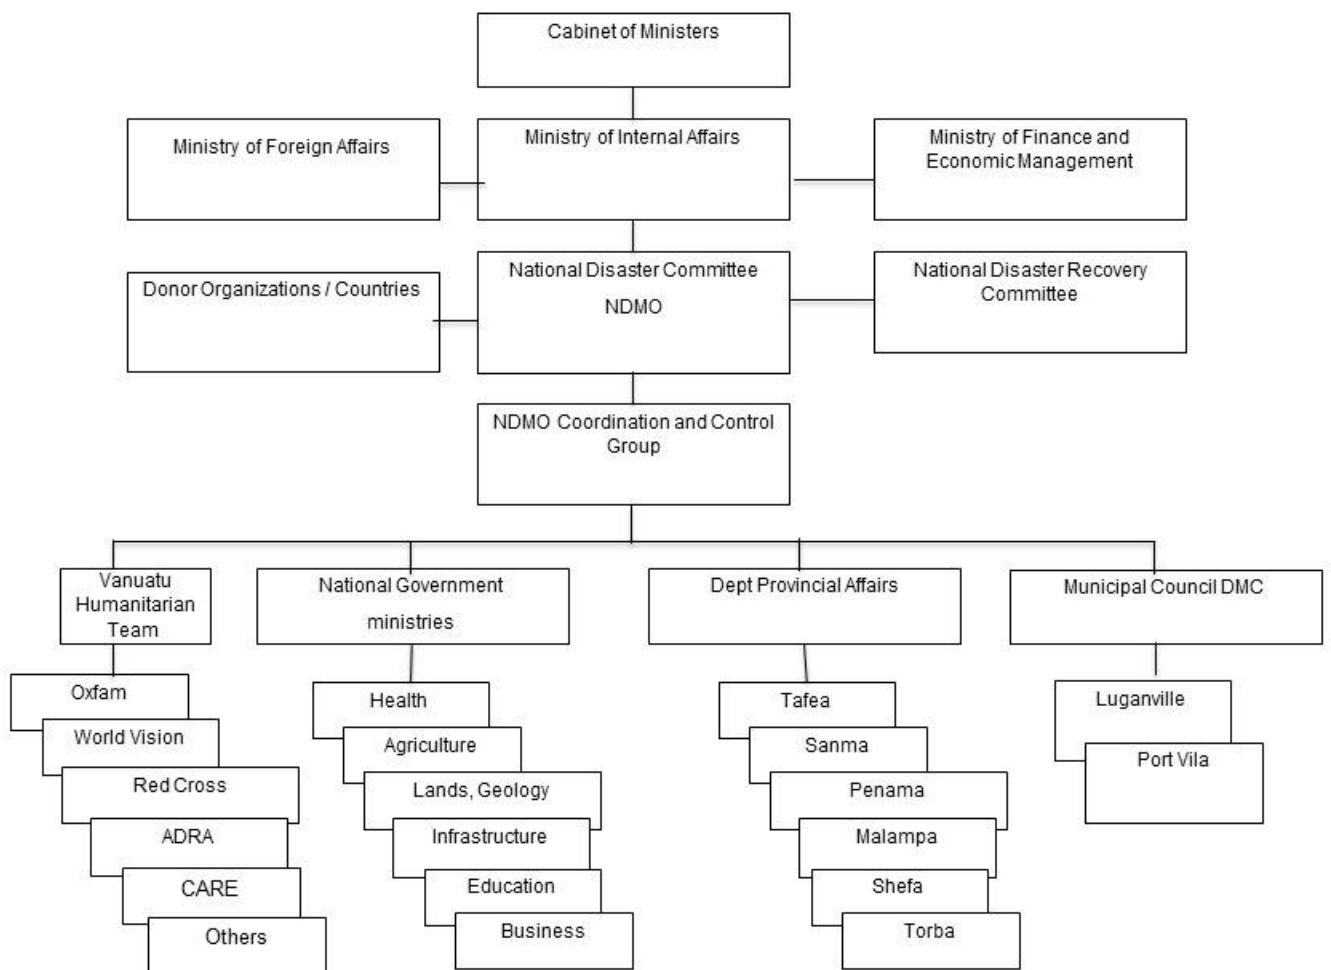 Cabinet of Ministers
Ministry of Foreign Affairs
Ministry of Internal Affairs
Ministry of Finance and
Economic Management
Donor Organizations / Countries
National Disaster Committee
NDMO
National Disaster Recovery
Committee
NDMO Coordination and Control
Group
Vanuatu
Humanitarian
Team
National Government
ministries
Dept Provincial Affairs
Municipal Council DMC
Oxfam
World Vision
Red Cross
ADRA
CARE
Others
Health
Agriculture
Lands, Geology
Infrastructure
Education
Business
Tafea
Sanma
Penama
Malampa
Shefa
Torba
Luganville
Port Vila